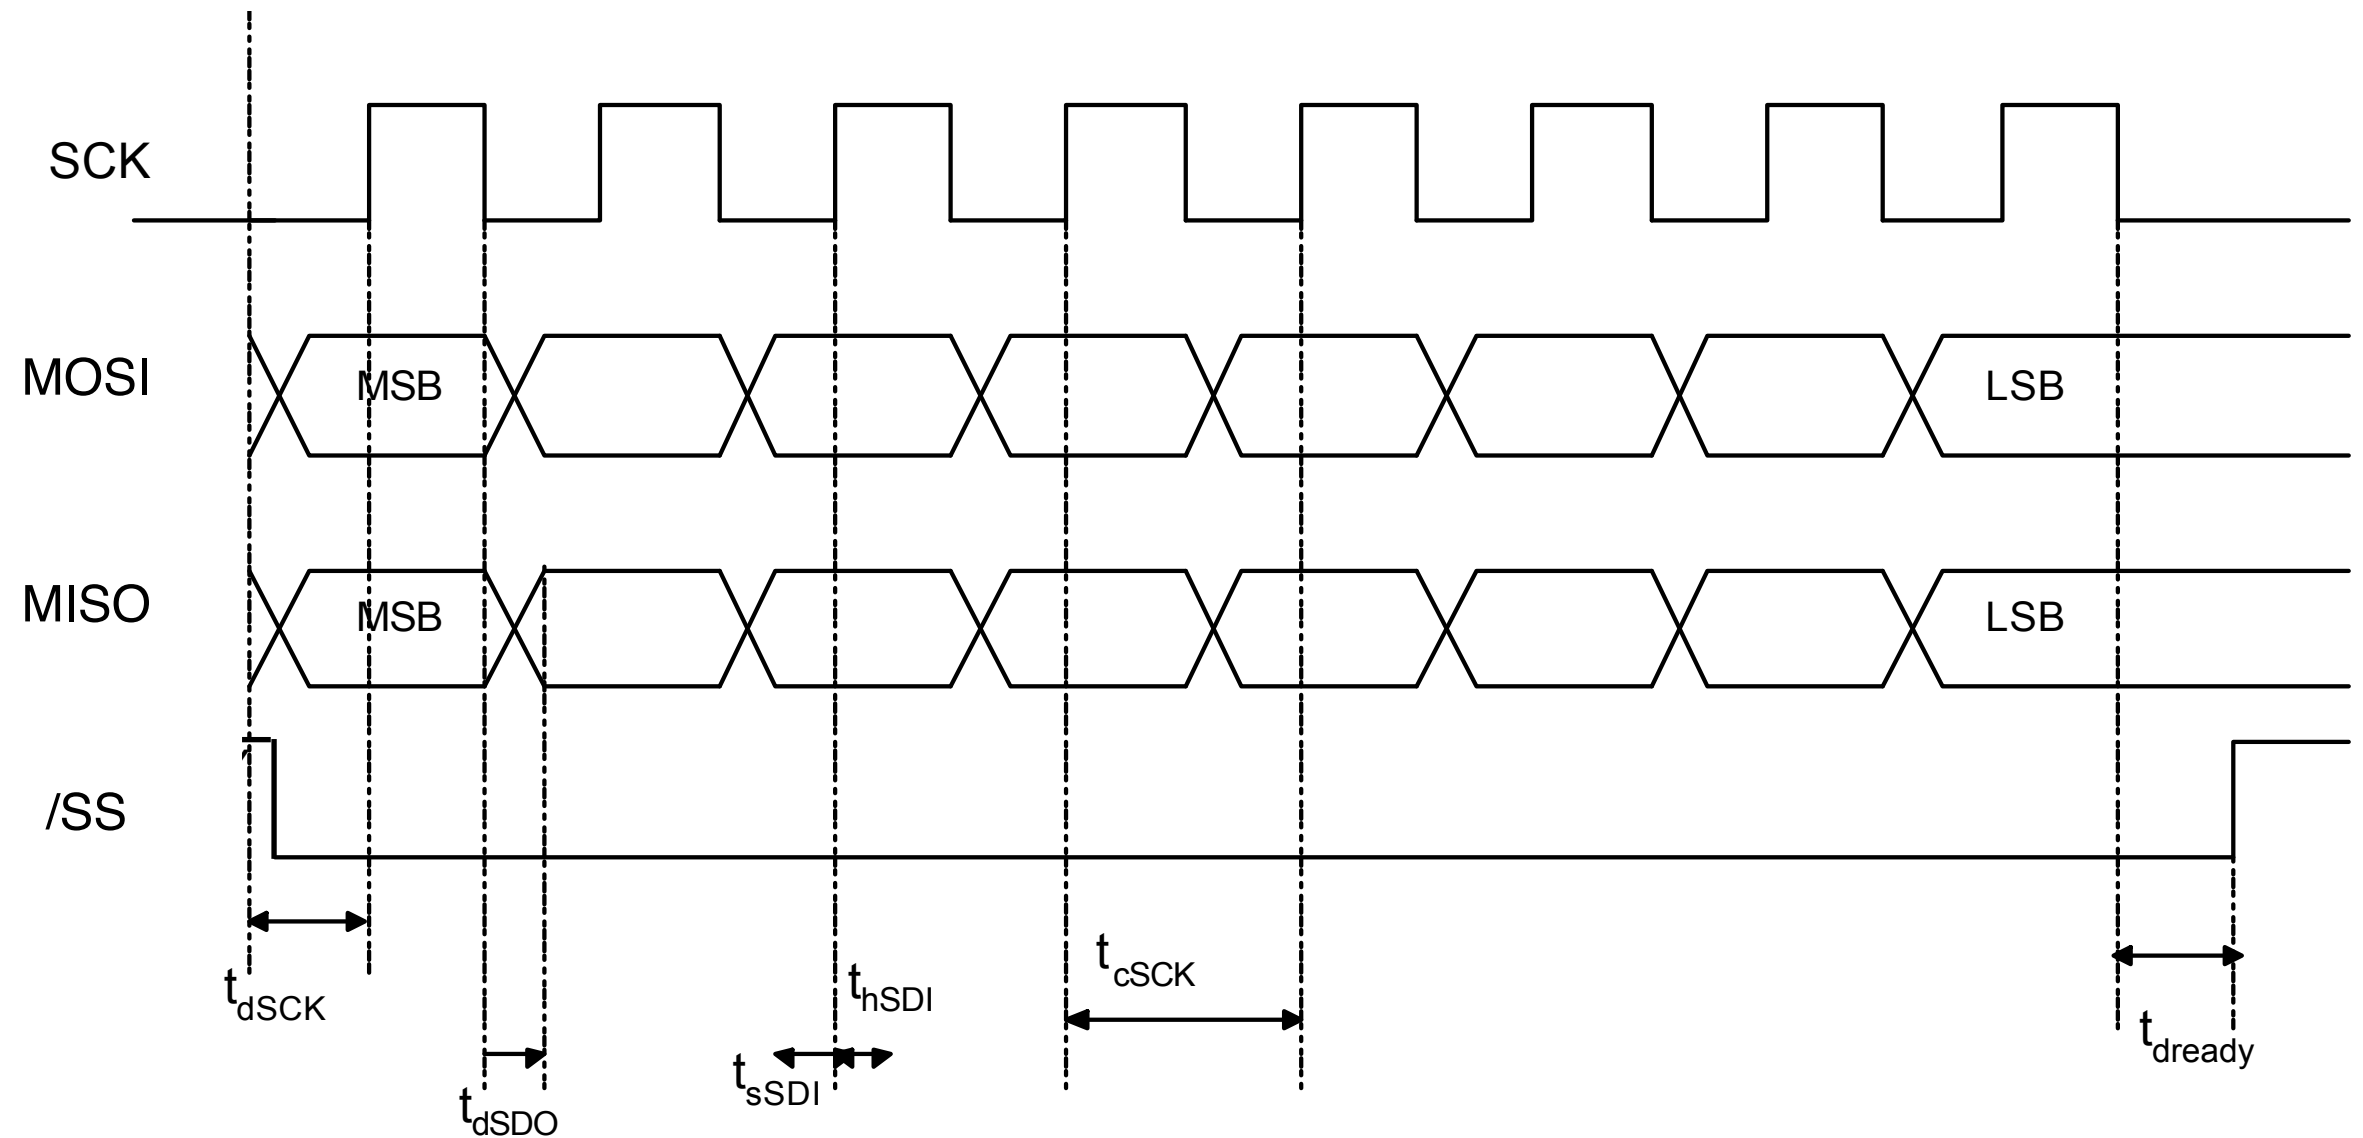 SCK
MOSI
MSB
LSB
MISO
MSB
LSB
/SS
tdSCK
tdSDO
tsSDI
thSDI
tcSCK
tdready